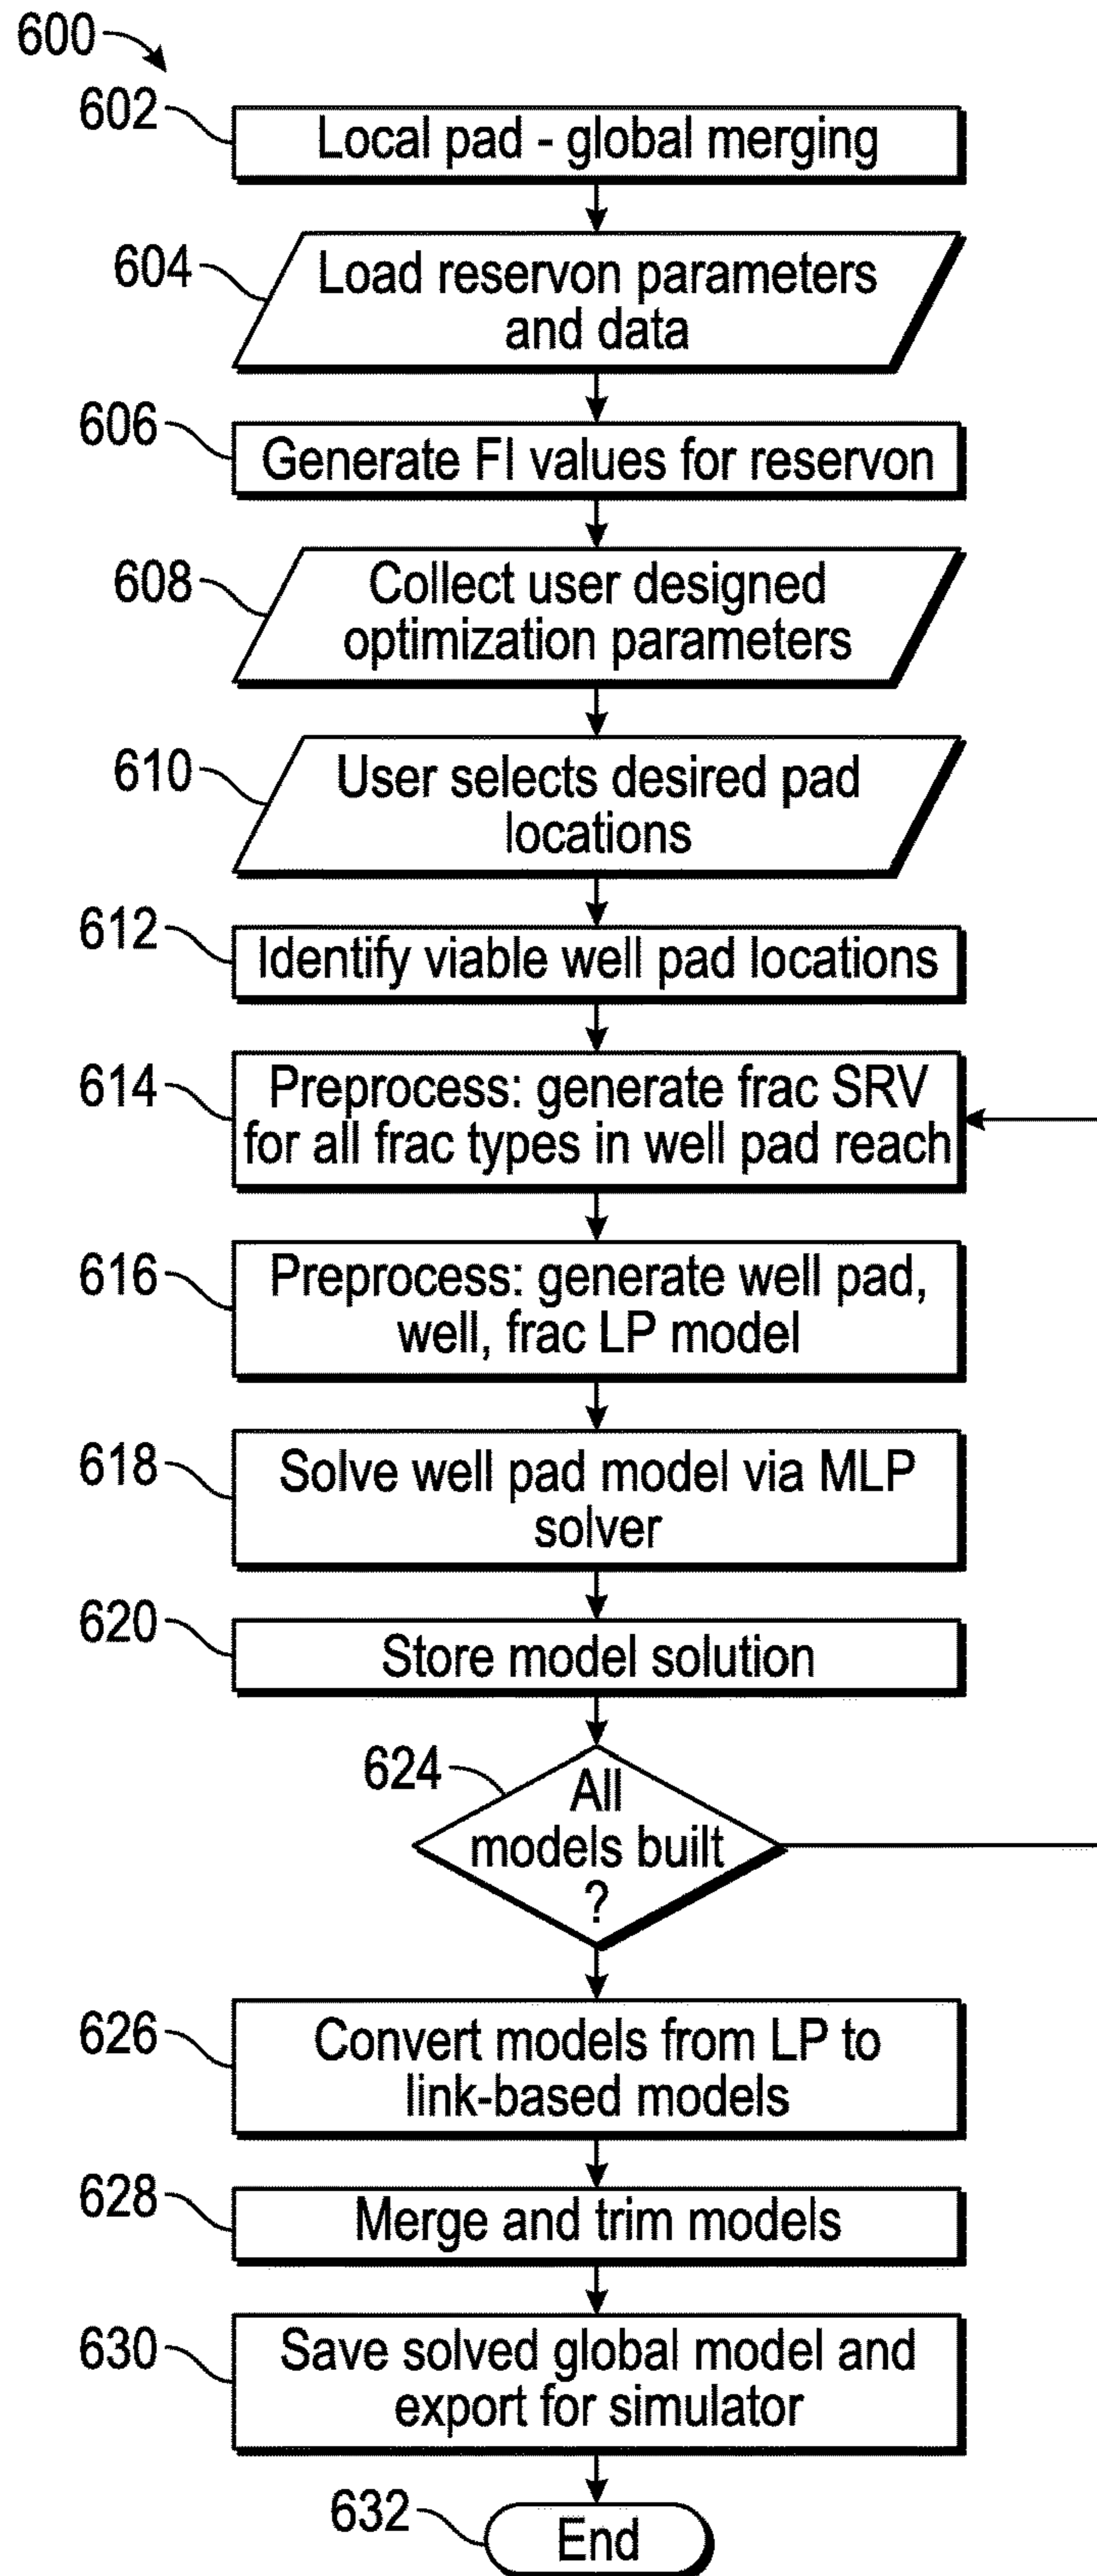 600
602
Local pad - global merging
604
Load reservon parameters
and data
606
Generate FI values for reservon
608
Collect user designed
optimization parameters
610
User selects desired pad
locations
612
Identify viable well pad locations
614
Preprocess: generate frac SRV
for all frac types in well pad reach
616
Preprocess: generate well pad,
well, frac LP model
618
Solve well pad model via MLP
solver
620
Store model solution
624
All
models built
?
626
Convert models from LP to
link-based models
628
Merge and trim models
630
Save solved global model and
export for simulator
632
End